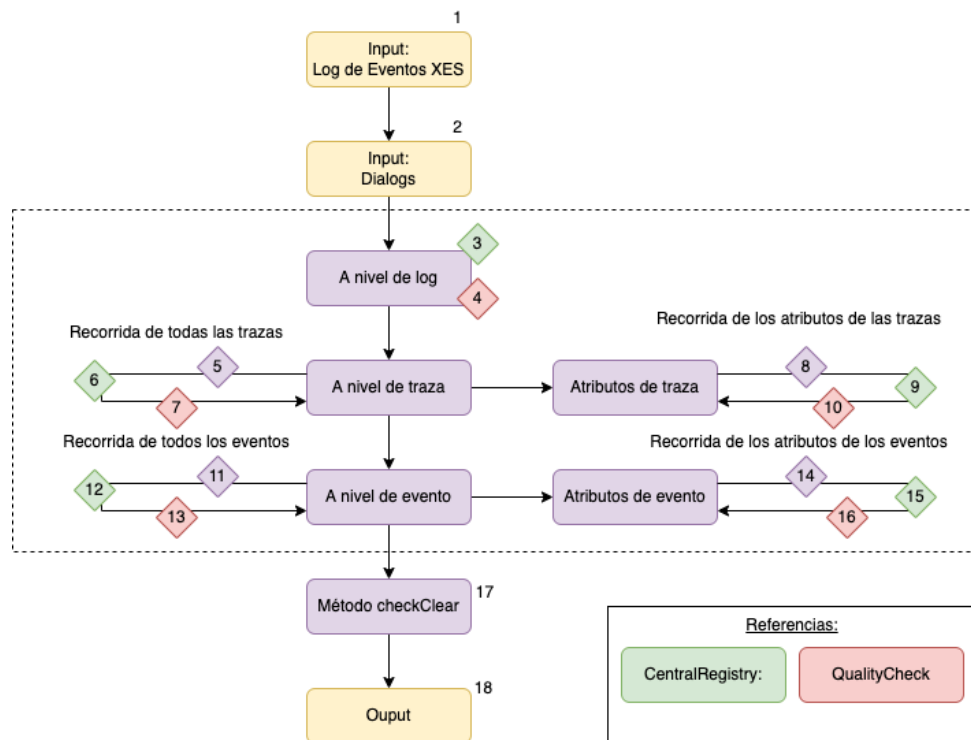 1
Input:
Log de Eventos XES
2
Input:
Dialogs
3
A nivel de log
4
Recorrida de todas las trazas
Recorrida de los atributos de las trazas
5
8
6
A nivel de traza
Atributos de traza
9
7
10
Recorrida de todos los eventos
Recorrida de los atributos de los eventos
11
14
12
A nivel de evento
Atributos de evento
15
13
16
Método checkClear
17
Referencias:
CentralRegistry:
QualityCheck
18
Ouput